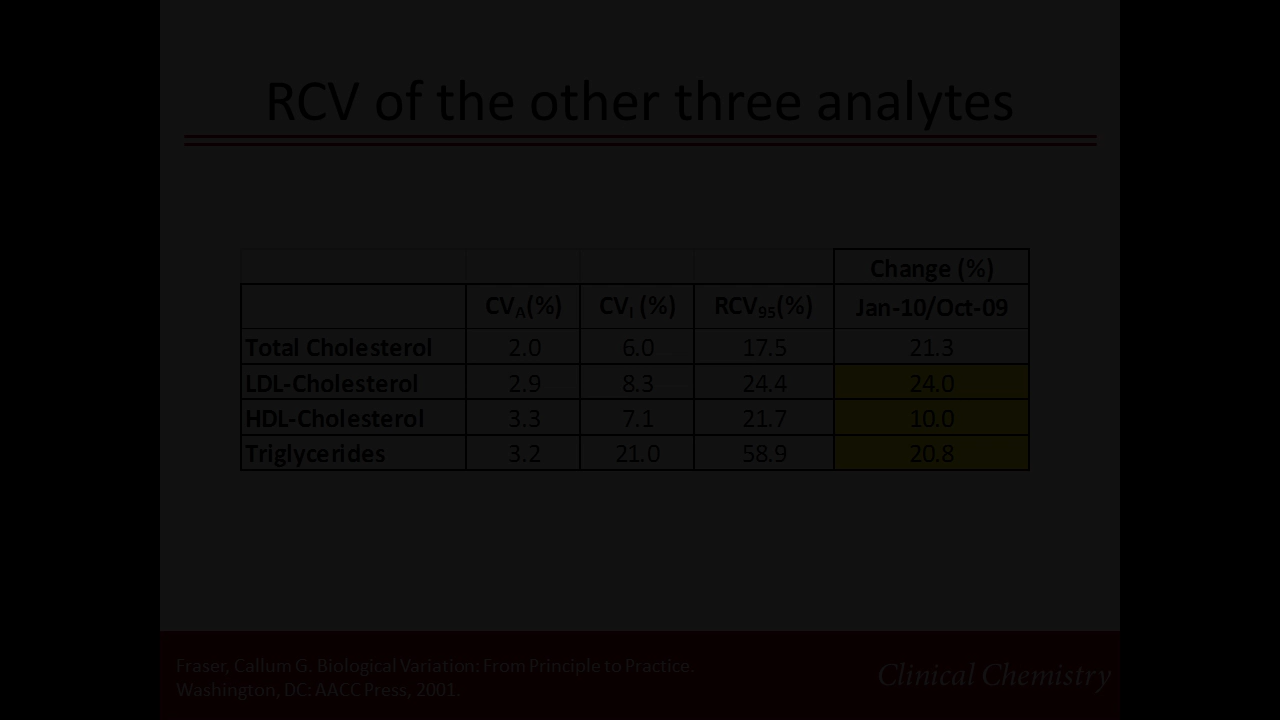 RCV of the other three analytes
Change (%)
CVA(%) CVI (%) RCV95(%) Jan-10/Oct-09
Total Cholesterol 2.0 6.0 17.5 21.3
LDL-Cholesterol 2.9 8.3 24.4 24.0
HDL-Cholesterol 3.3 7.1 21.7 10.0
Triglycerides 3.2 21.0 58.9 20.8
Fraser, Callum G. Biological Variation: From Principle to Practice.
Washington, DC: AACC Press, 2001.
Clinical Chemistry